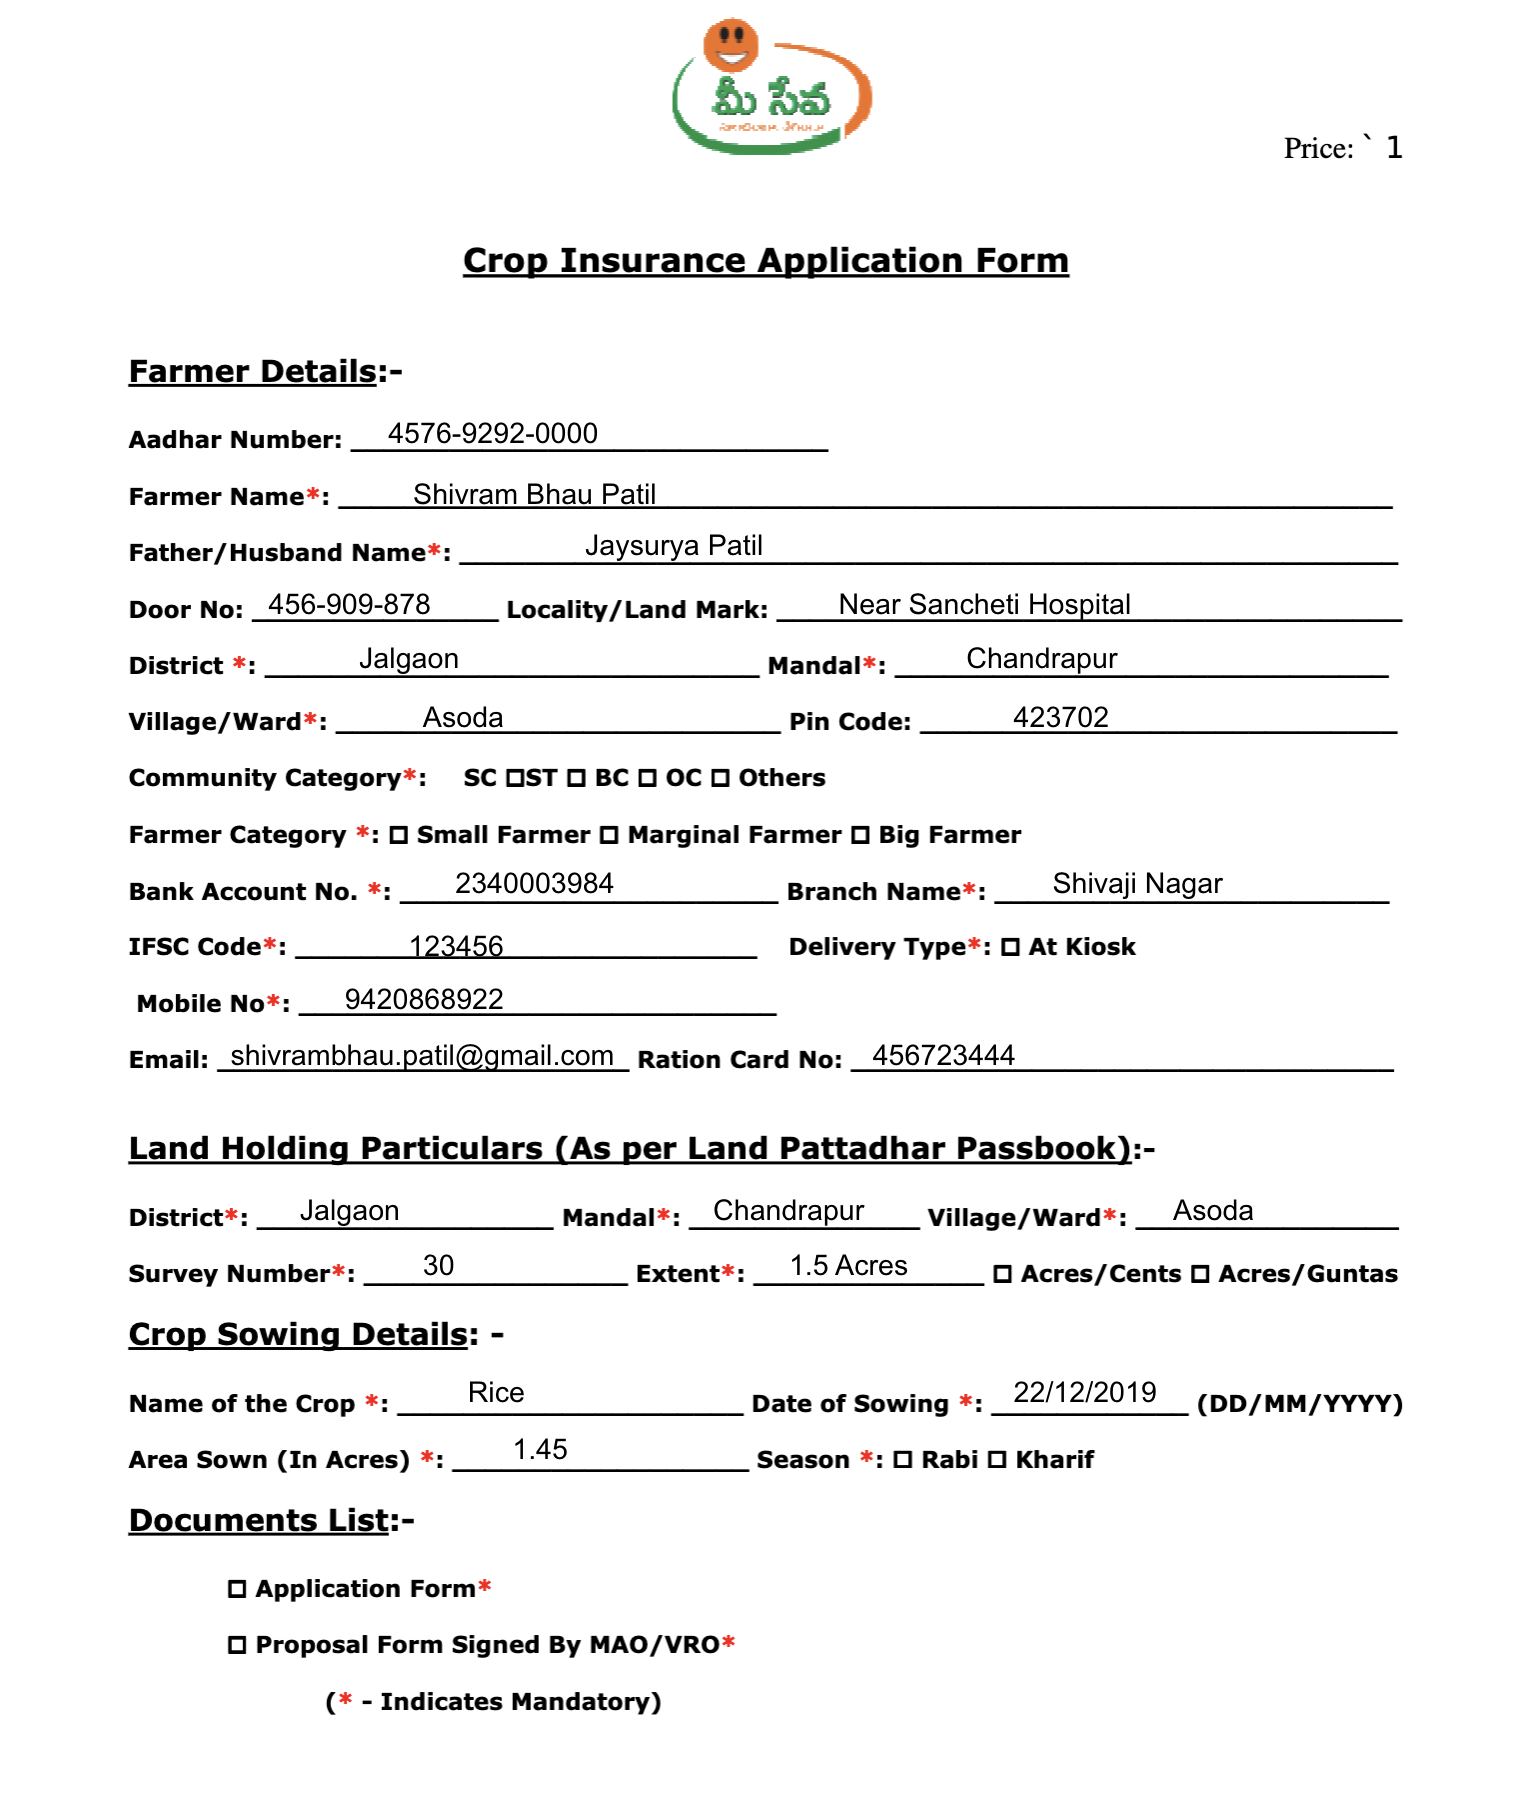 మీ సేవ
Price: ` 1
Crop Insurance Application Form
Farmer Details:-
Aadhar Number: 4576-9292-0000
Farmer Name*: Shivram Bhau Patil
Father/Husband Name*: Jaysurya Patil
Door No: 456-909-878 Locality/Land Mark: Near Sancheti Hospital
District *: Jalgaon Mandal*: Chandrapur
Village/Ward*: Asoda Pin Code: 423702
Community Category*: SC ☐ST ☐ BC ☐ OC ☐ Others
Farmer Category *: ☐ Small Farmer ☐ Marginal Farmer ☐ Big Farmer
Bank Account No. *: 2340003984 Branch Name*: Shivaji Nagar
IFSC Code*: 123456 Delivery Type*: ☐ At Kiosk
Mobile No*: 9420868922
Email: shivrambhau.patil@gmail.com Ration Card No: 456723444
Land Holding Particulars (As per Land Pattadhar Passbook):-
District*: Jalgaon Mandal*: Chandrapur Village/Ward*: Asoda
Survey Number*: 30 Extent*: 1.5 Acres ☐ Acres/Cents ☐ Acres/Guntas
Crop Sowing Details: -
Name of the Crop *: Rice Date of Sowing *: 22/12/2019 (DD/MM/YYYY)
Area Sown (In Acres) *: 1.45 Season *: ☐ Rabi ☐ Kharif
Documents List:-
☐ Application Form*
☐ Proposal Form Signed By MAO/VRO*
(* - Indicates Mandatory)